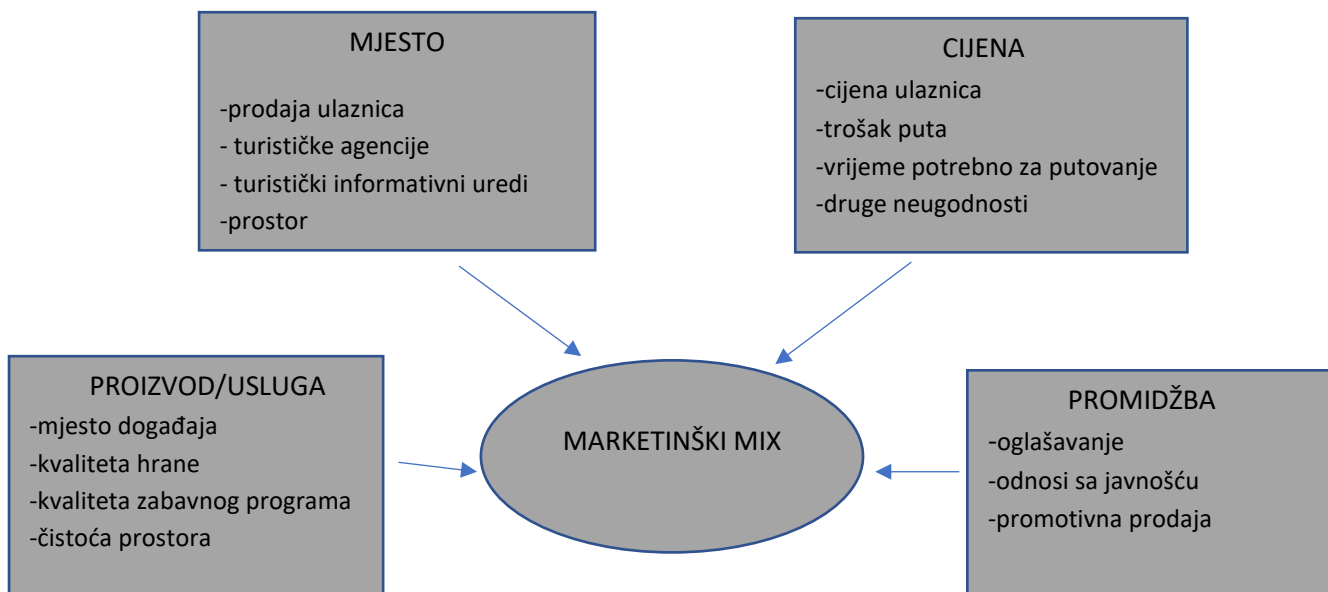 MJESTO
-prodaja ulaznica
- turističke agencije
- turistički informativni uredi
-prostor
CIJENA
-cijena ulaznica
-trošak puta
-vrijeme potrebno za putovanje
-druge neugodnosti
PROIZVOD/USLUGA
-mjesto događaja
-kvaliteta hrane
-kvaliteta zabavnog programa
-čistoća prostora
MARKETINŠKI MIX
PROMIDŽBA
-oglašavanje
-odnosi sa javnošću
-promotivna prodaja